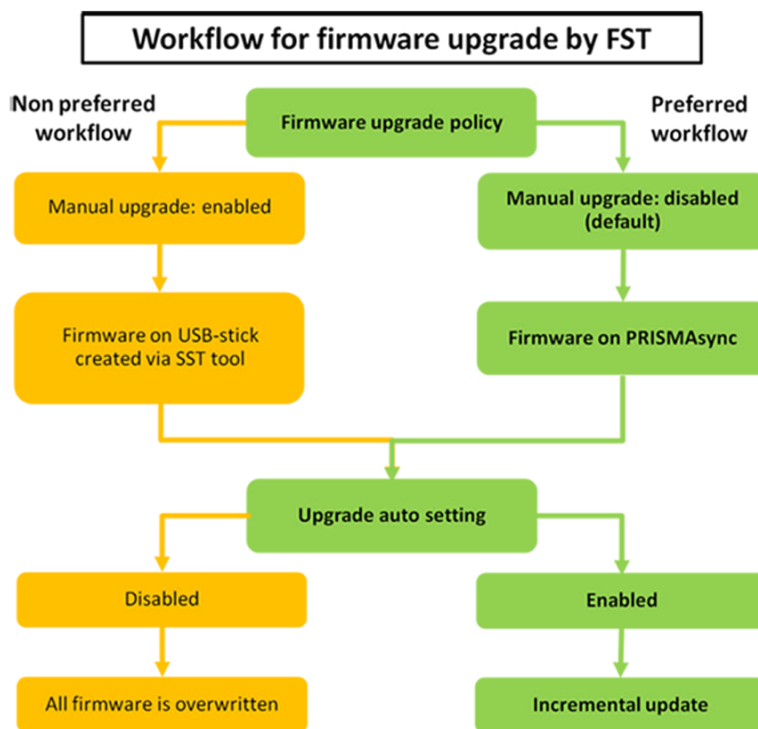 Workflow for firmware upgrade by FST
Non preferred
workflow
Firmware upgrade policy
Preferred
workflow
Manual upgrade: enabled
Manual upgrade: disabled
(default)
Firmware on USB-stick
created via SST tool
Firmware on PRISMAsync
Upgrade auto setting
Disabled
Enabled
All firmware is overwritten
Incremental update